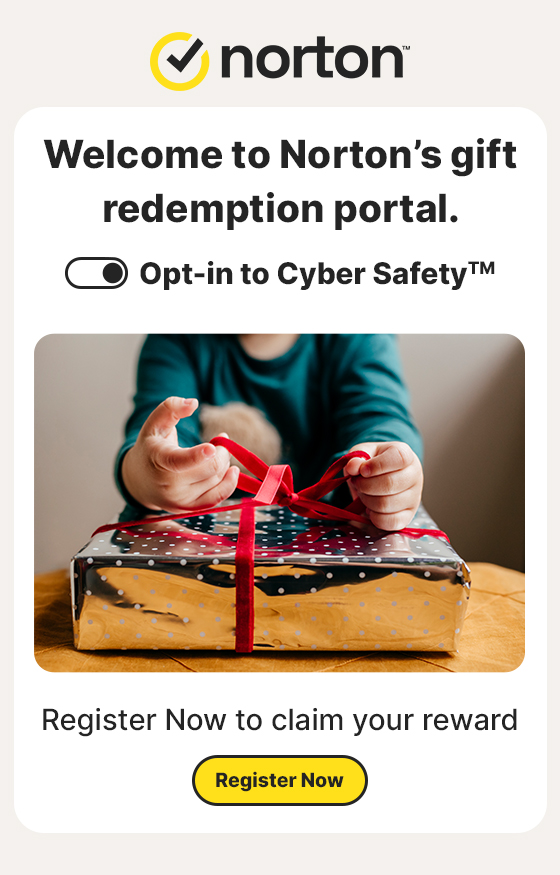 norton™
Welcome to Norton’s gift
redemption portal.
Opt-in to Cyber Safety™
Register Now to claim your reward
Register Now